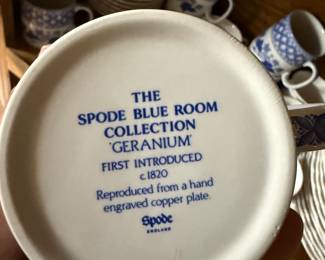 THE
SPODE BLUE ROOM
COLLECTION
'GERANIUM'
FIRST INTRODUCED
c.1820
Reproduced from a hand
engraved copper plate.
Spode
ENGLAND